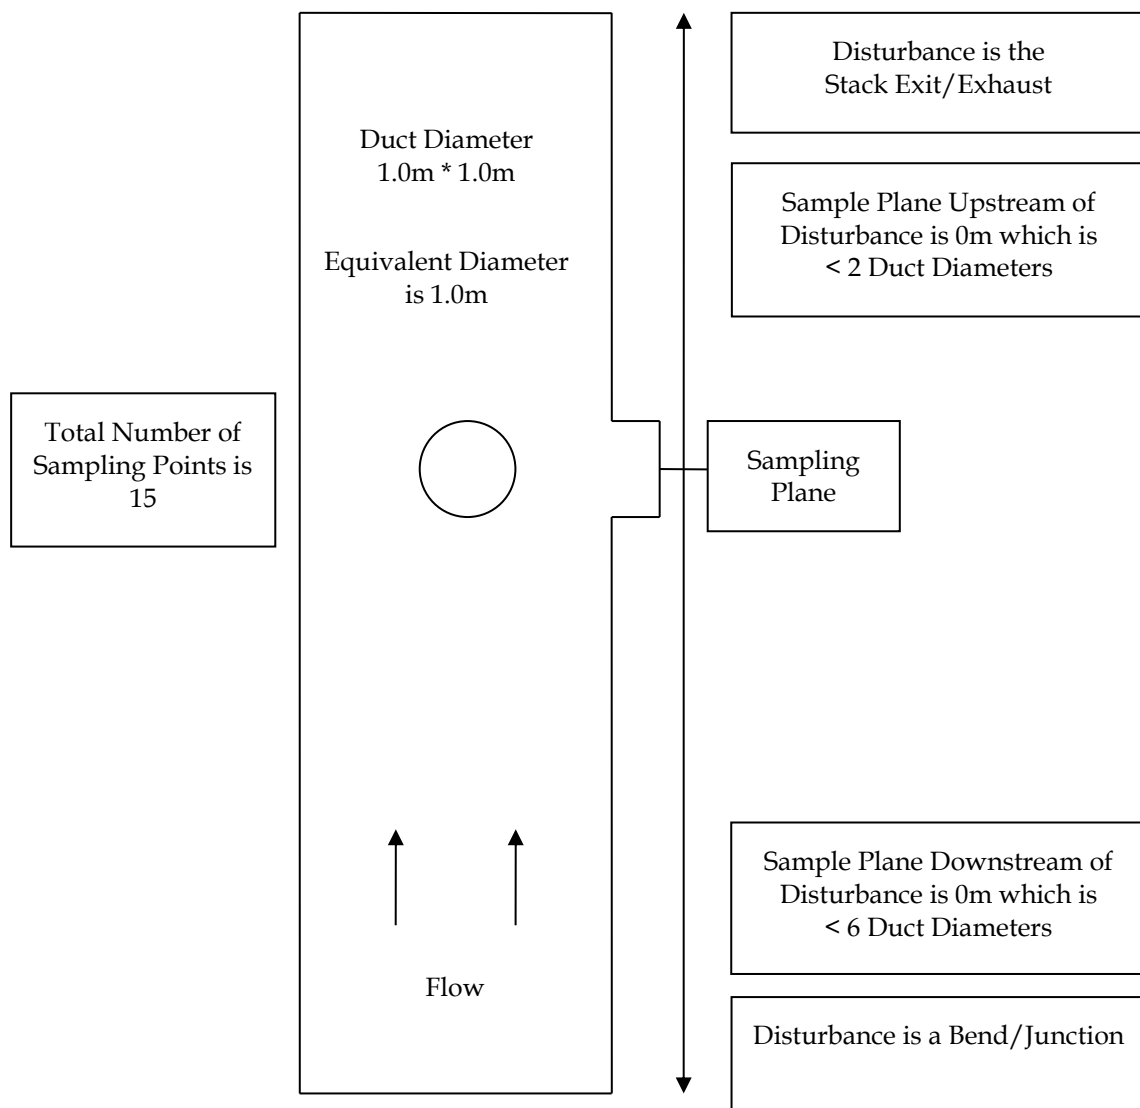 Disturbance is the
Stack Exit/Exhaust
Duct Diameter
1.0m * 1.0m
Sample Plane Upstream of
Disturbance is 0m which is
< 2 Duct Diameters
Equivalent Diameter
is 1.0m
Total Number of
Sampling Points is
15
Sampling
Plane
Sample Plane Downstream of
Disturbance is 0m which is
< 6 Duct Diameters
Flow
Disturbance is a Bend/Junction